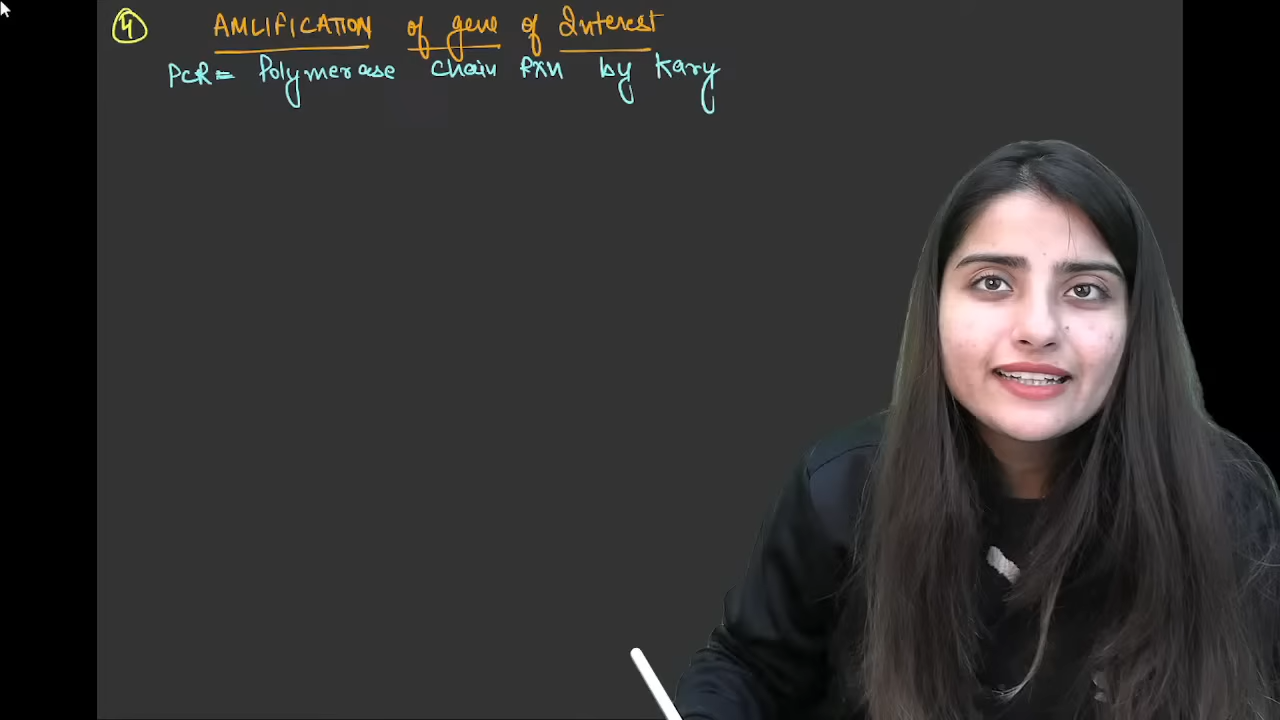 4 AMLIFICATION of gene of Interest
PCR = Polymerase Chain Rxn by Kary